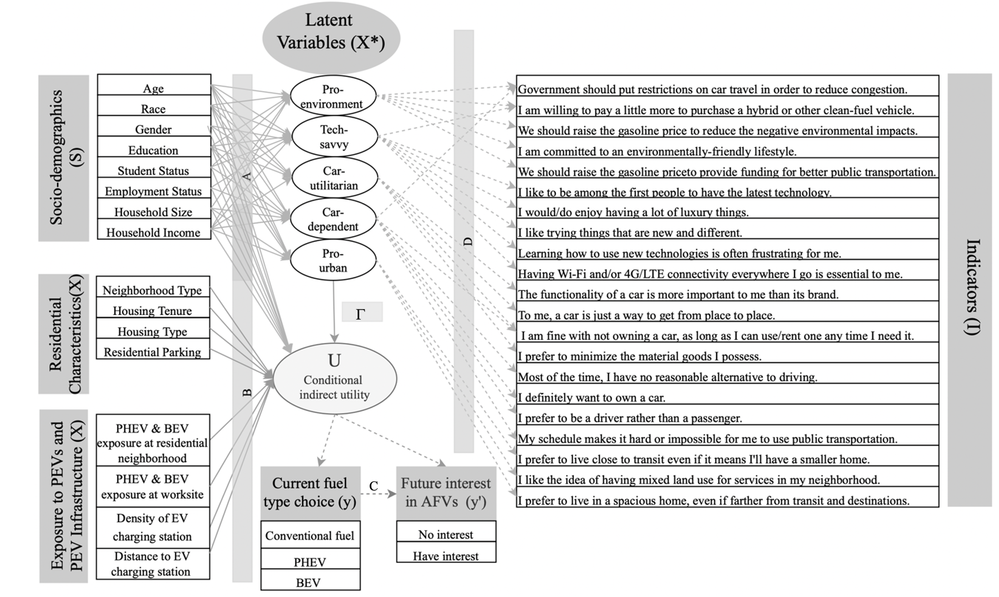 Latent
Variables (X*)
Socio-demographics
(S)
Age
Race
Gender
Education
Student Status
Employment Status
Household Size
Household Income
A
Pro-
environment
Tech-
savvy
Car-
utilitarian
Car-
dependent
Pro-
urban
D
Government should put restrictions on car travel in order to reduce congestion.
I am willing to pay a little more to purchase a hybrid or other clean-fuel vehicle.
We should raise the gasoline price to reduce the negative environmental impacts.
I am committed to an environmentally-friendly lifestyle.
We should raise the gasoline priceto provide funding for better public transportation.
I like to be among the first people to have the latest technology.
I would/do enjoy having a lot of luxury things.
I like trying things that are new and different.
Learning how to use new technologies is often frustrating for me.
Having Wi-Fi and/or 4G/LTE connectivity everywhere I go is essential to me.
The functionality of a car is more important to me than its brand.
To me, a car is just a way to get from place to place.
I am fine with not owning a car, as long as I can use/rent one any time I need it.
I prefer to minimize the material goods I possess.
Most of the time, I have no reasonable alternative to driving.
I definitely want to own a car.
I prefer to be a driver rather than a passenger.
My schedule makes it hard or impossible for me to use public transportation.
I prefer to live close to transit even if it means I'll have a smaller home.
I like the idea of having mixed land use for services in my neighborhood.
I prefer to live in a spacious home, even if farther from transit and destinations.
Indicators (I)
Residential
Characteristics(X)
Neighborhood Type
Housing Tenure
Housing Type
Residential Parking
Γ
B
U
Conditional
indirect utility
Exposure to PEVs and
PEV Infrastructure (X)
PHEV & BEV
exposure at residential
neighborhood
PHEV & BEV
exposure at worksite
Density of EV
charging station
Distance to EV
charging station
Current fuel
type choice (y)
Conventional fuel
PHEV
BEV
C
Future interest
in AFVs (y')
No interest
Have interest